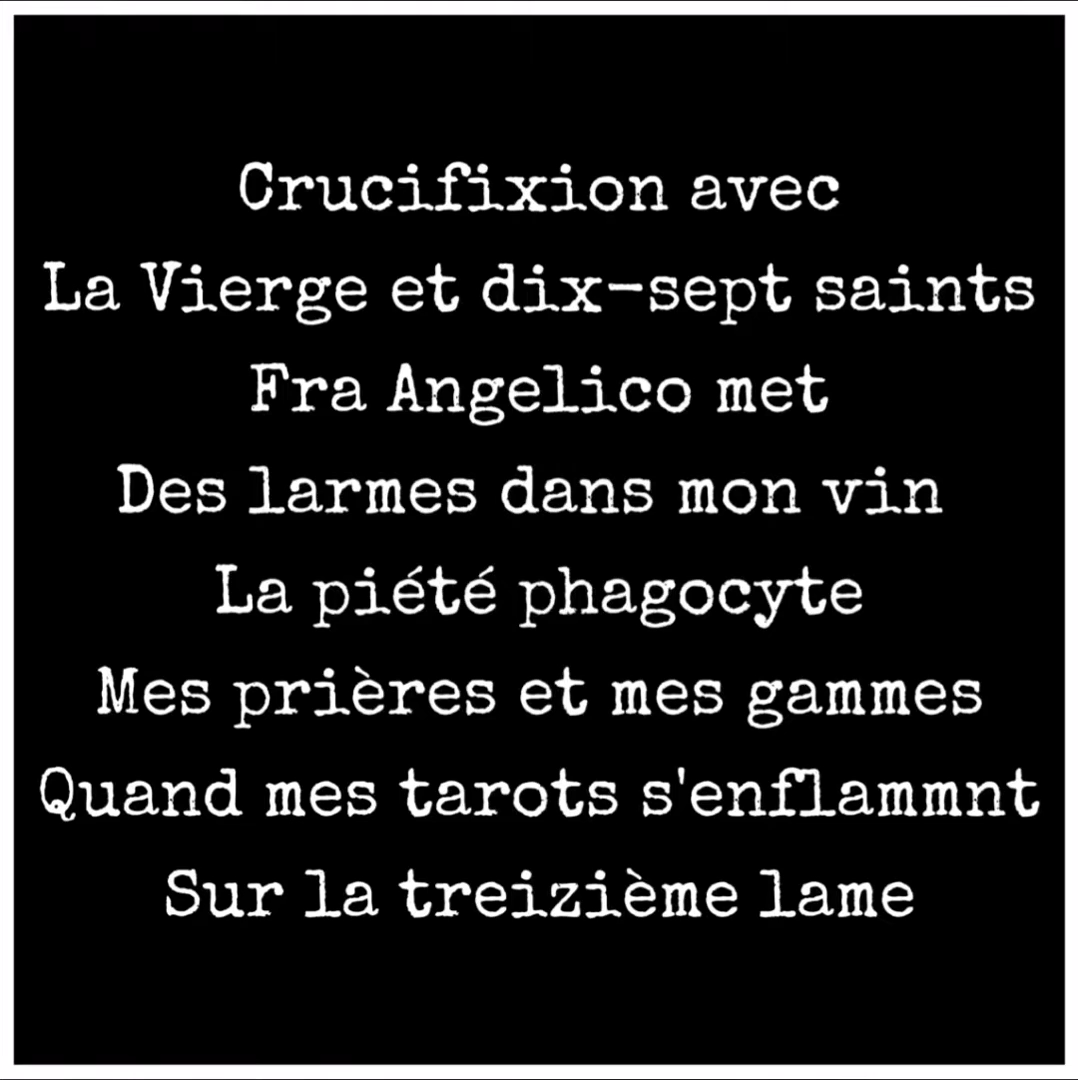 Crucifixion avec
La Vierge et dix-sept saints
Fra Angelico met
Des larmes dans mon vin
La piété phagocyte
Mes prières et mes gammes
Quand mes tarots s'enflammnt
Sur la treizième lame